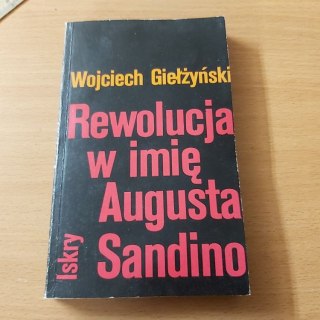 Wojciech Giełżyński
Rewolucja
w imię
Augusta
Sandino
Iskry